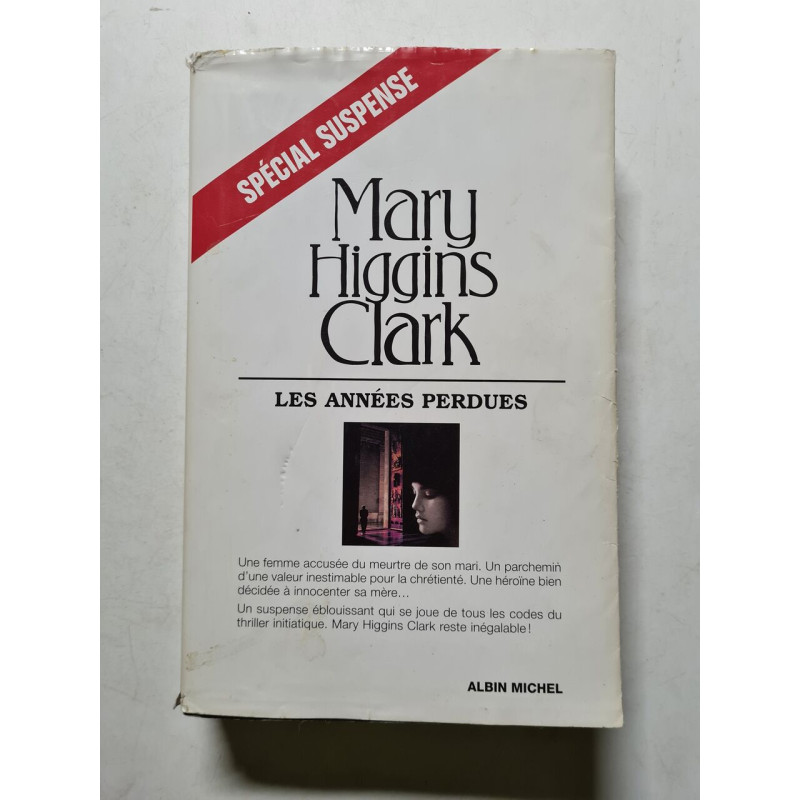 SPÉCIAL SUSPENSE
Mary
Higgins
Clark
LES ANNÉES PERDUES
Une femme accusée du meurtre de son mari. Un parchemin
d'une valeur inestimable pour la chrétienté. Une héroïne bien
décidée à innocenter sa mère...
Un suspense éblouissant qui se joue de tous les codes du
thriller initiatique. Mary Higgins Clark reste inégalable !
ALBIN MICHEL